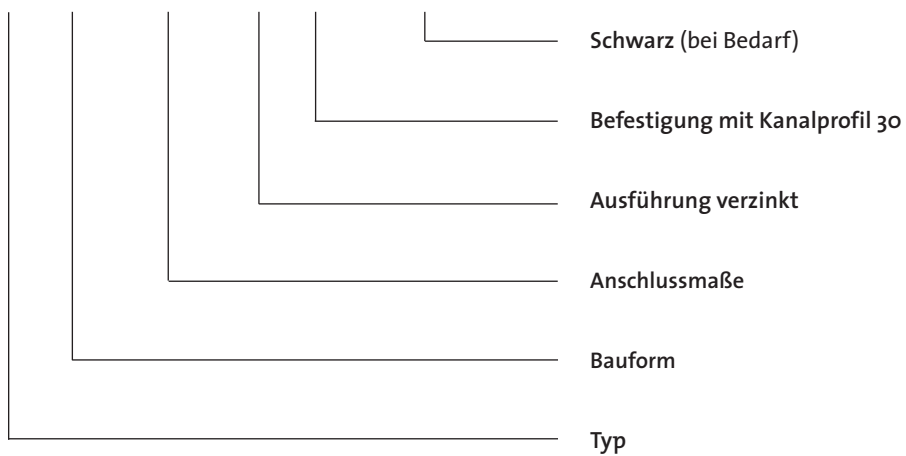 Schwarz (bei Bedarf)
Befestigung mit Kanalprofil 30
Ausführung verzinkt
Anschlussmaße
Bauform
Typ